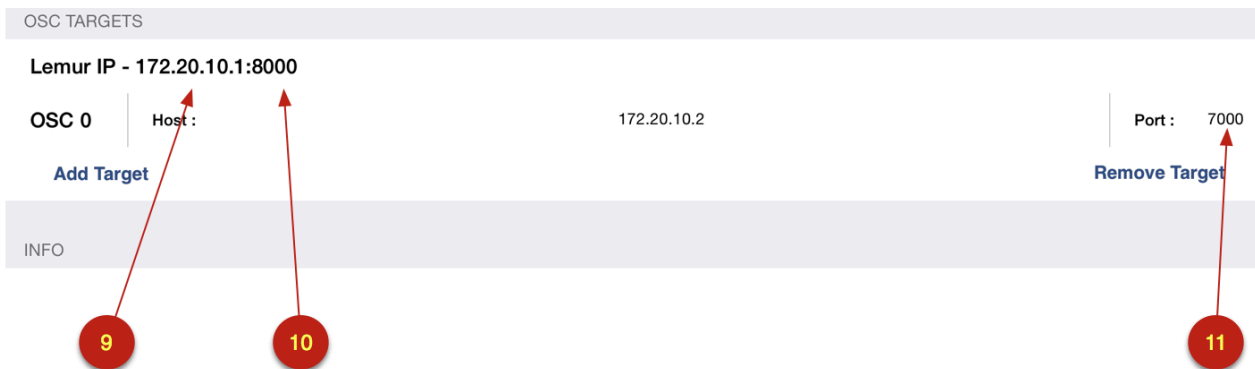 OSC TARGETS
Lemur IP - 172.20.10.1:8000
OSC 0 Host : 172.20.10.2 Port : 7000
Add Target Remove Target
INFO
9 10 11